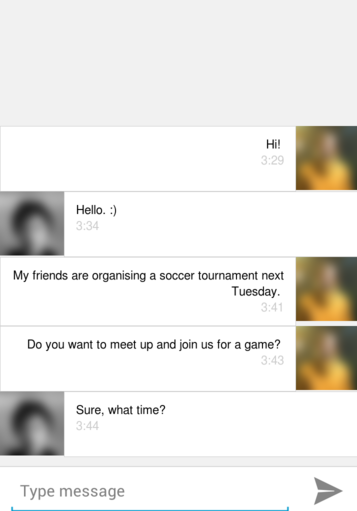 Hi!
3:29
Hello. :)
3:34
My friends are organising a soccer tournament next
Tuesday.
3:41
Do you want to meet up and join us for a game?
3:43
Sure, what time?
3:44
Type message